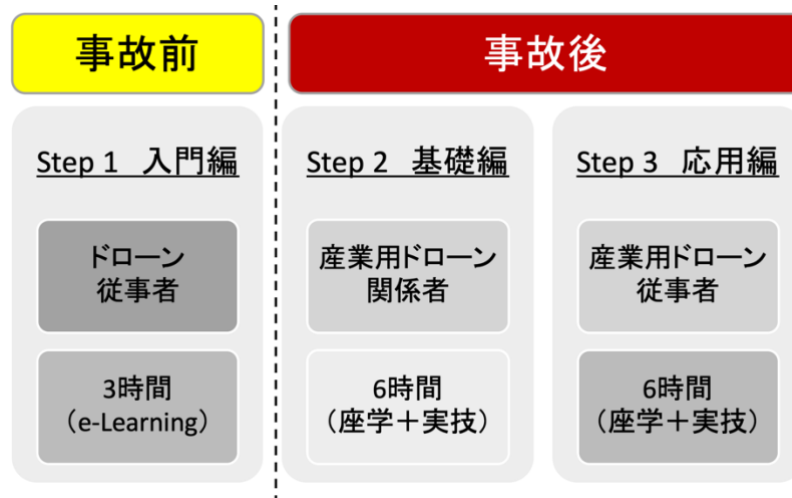 事故前
事故後
Step 1 入門編
ドローン
従事者
3時間
（e-Learning）
Step 2 基礎編
産業用ドローン
関係者
6時間
（座学＋実技）
Step 3 応用編
産業用ドローン
従事者
6時間
（座学＋実技）